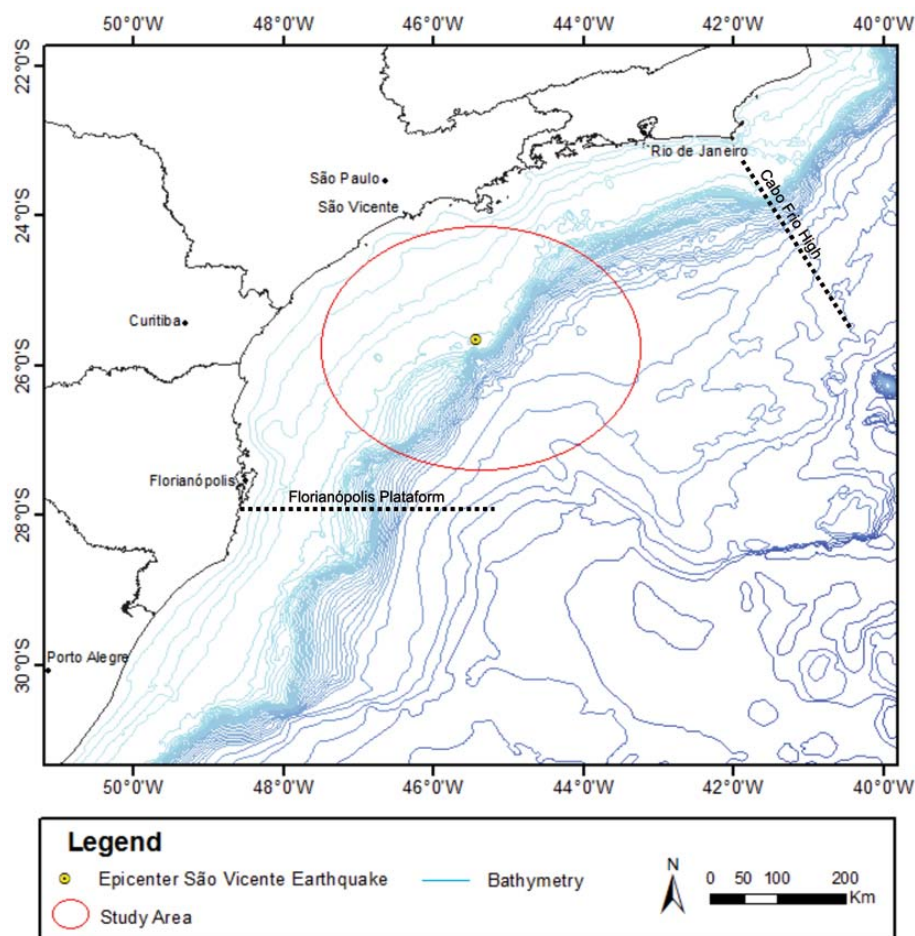 50°0'W 48°0'W 46°0'W 44°0'W 42°0'W 40°0'W
22°0'S
Rio de Janeiro
São Paulo
Cabo Frio High
São Vicente
24°0'S
Curitiba
26°0'S
Florianópolis
Florianópolis Plataform
28°0'S
Porto Alegre
30°0'S
50°0'W 48°0'W 46°0'W 44°0'W 42°0'W 40°0'W
Legend
Epicenter São Vicente Earthquake
Bathymetry
Study Area
N
0 50 100 200
Km